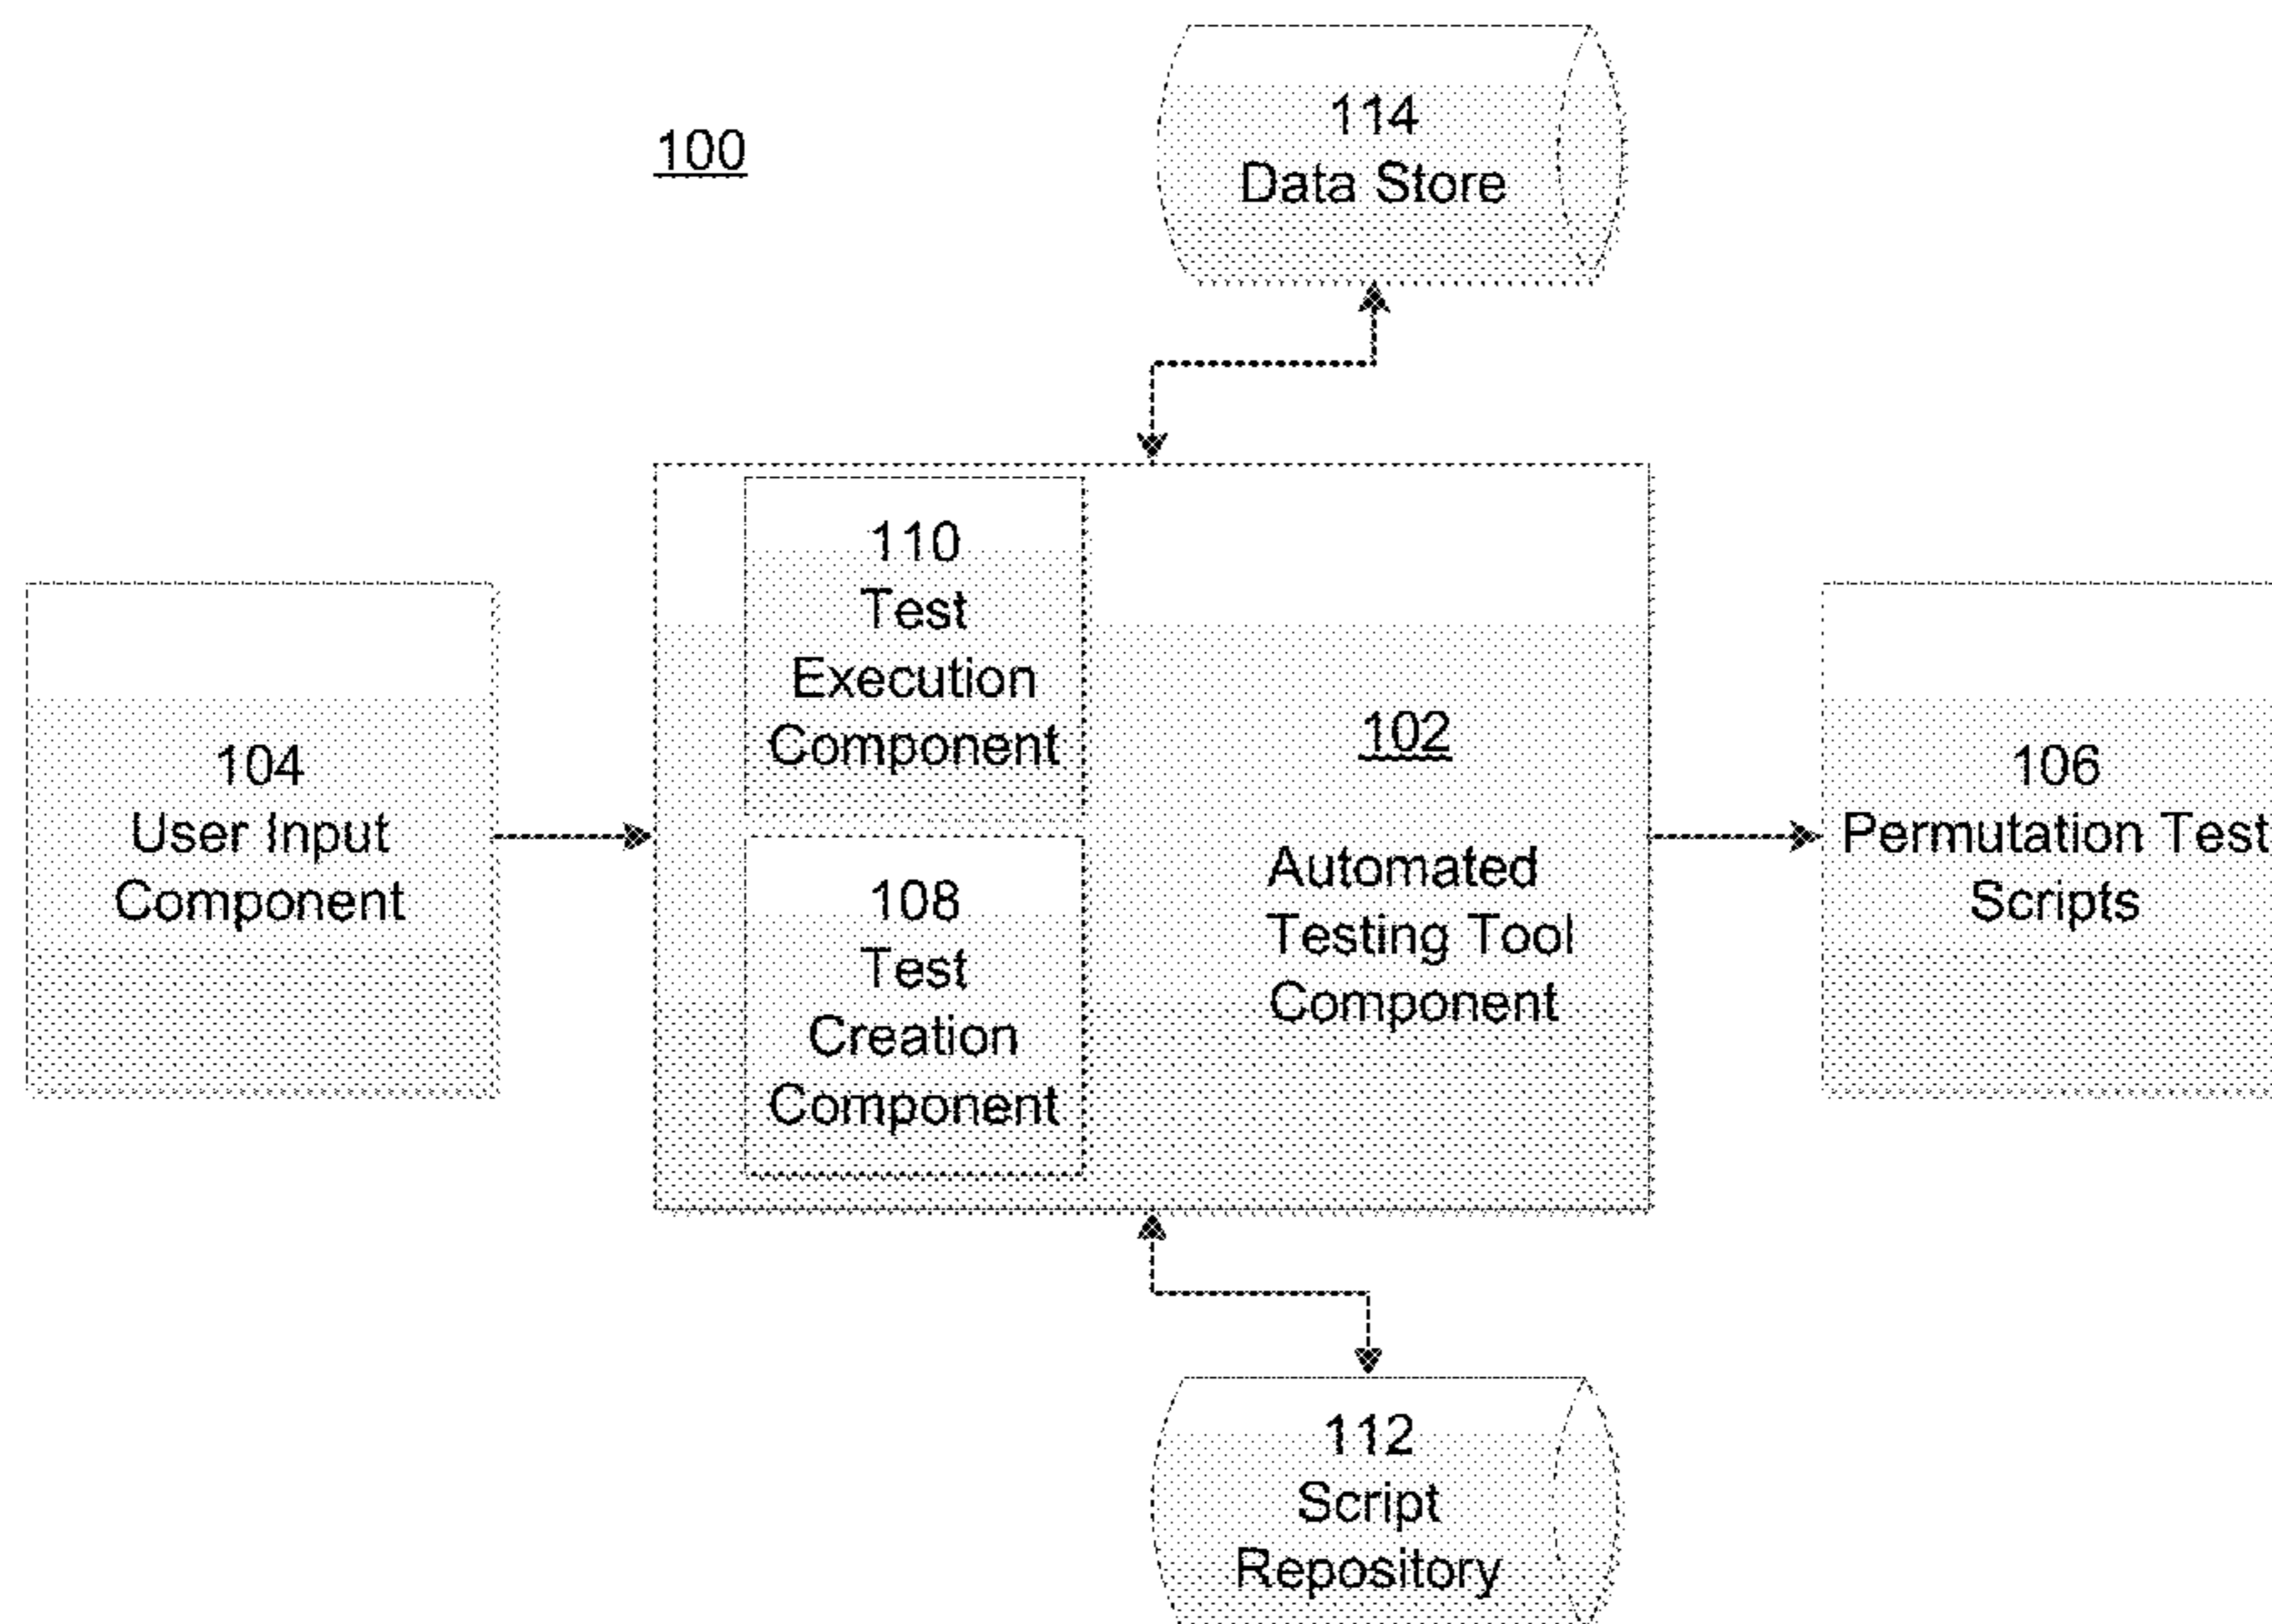 100
114
Data Store
110
Test
Execution
Component
104
User Input
Component
108
Test
Creation
Component
102
Automated
Testing Tool
Component
106
Permutation Test
Scripts
112
Script
Repository